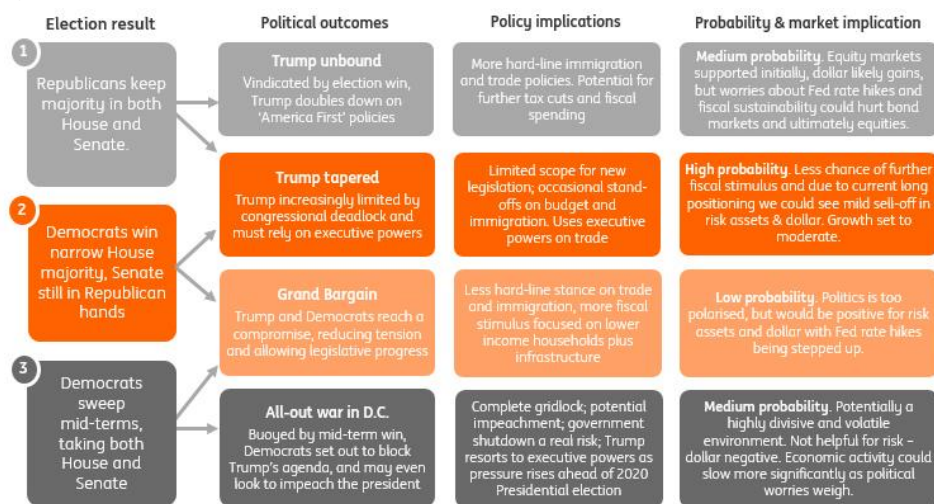 Election result
Political outcomes
Policy implications
Probability & market implication
1
Republicans keep
majority in both
House and
Senate.
Trump unbound
Vindicated by election win,
Trump doubles down on
'America First' policies
More hard-line immigration
and trade policies. Potential for
further tax cuts and fiscal
spending
Medium probability. Equity markets
supported initially, dollar likely gains,
but worries about Fed rate hikes and
fiscal sustainability could hurt bond
markets and ultimately equities.
2
Democrats win
narrow House
majority, Senate
still in Republican
hands
Trump tapered
Trump increasingly limited by
congressional deadlock and
must rely on executive powers
Limited scope for new
legislation; occasional stand-
offs on budget and
immigration. Uses executive
powers on trade
High probability. Less chance of further
fiscal stimulus and due to current long
positioning we could see mild sell-off in
risk assets & dollar. Growth set to
moderate.
Grand Bargain
Trump and Democrats reach a
compromise, reducing tension
and allowing legislative progress
Less hard-line stance on
trade and immigration, more fiscal
stimulus focused on lower
income households plus
infrastructure
Low probability. Politics is too
polarised, but would be positive for risk
assets and dollar with Fed rate hikes
being stepped up.
3
Democrats
sweep
mid-terms,
taking both
House and
Senate
All-out war in D.C.
Buoyed by mid-term win,
Democrats set out to block
Trump's agenda, and may even
look to impeach the president
Complete gridlock; potential
impeachment; government
shutdown a real risk; Trump
resorts to executive powers as
pressure rises ahead of 2020
Presidential election
Medium probability. Potentially a
highly divisive and volatile
environment. Not helpful for risk –
dollar negative. Economic activity could
slow more significantly as political
worries weigh.